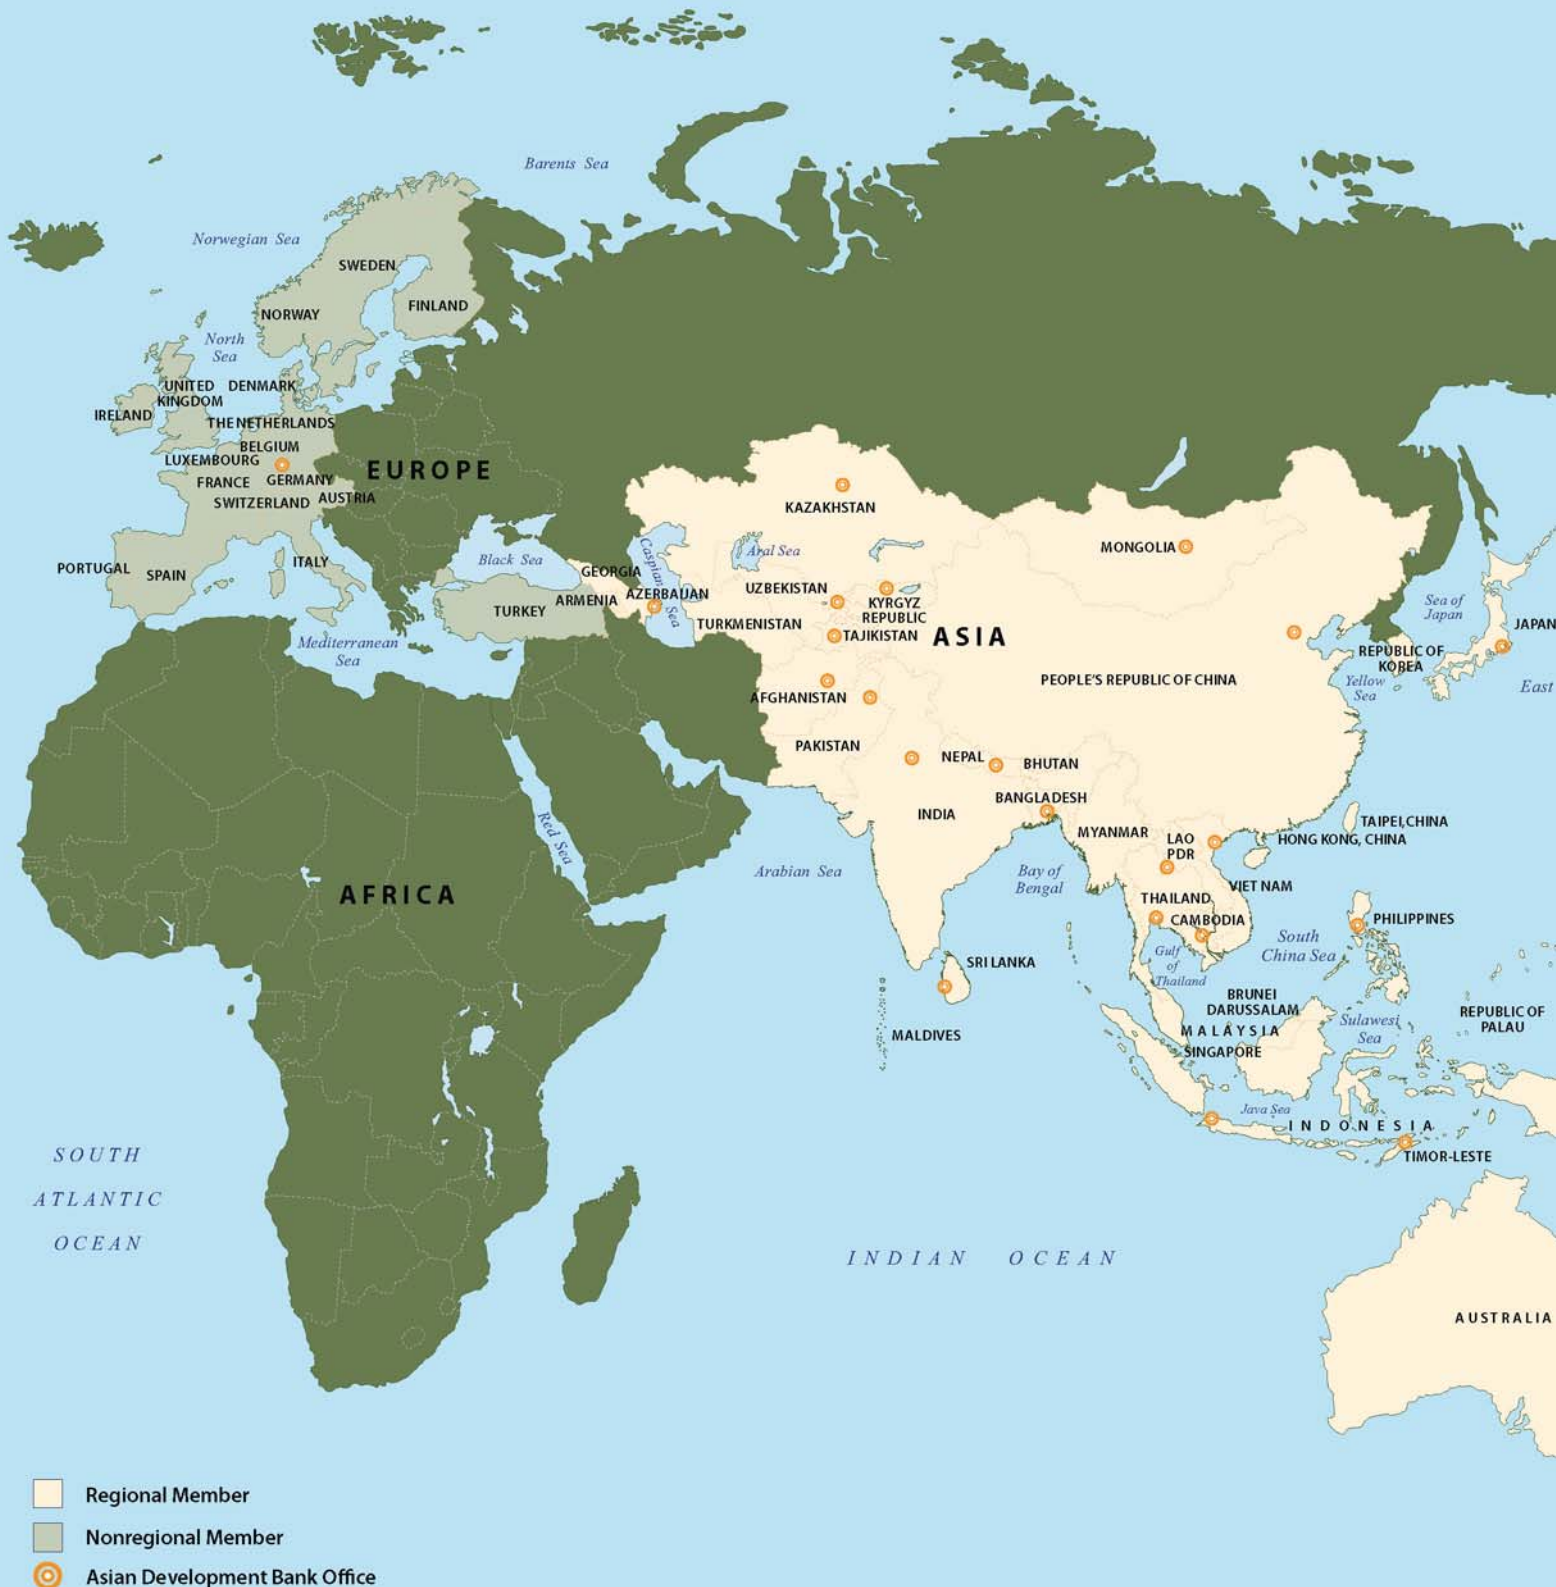 Barents Sea
Norwegian Sea
SWEDEN
FINLAND
NORWAY
North
Sea
UNITED
KINGDOM
DENMARK
IRELAND
THE NETHERLANDS
BELGIUM
LUXEMBOURG
FRANCE
GERMANY
SWITZERLAND
AUSTRIA
EUROPE
PORTUGAL
SPAIN
ITALY
Black Sea
GEORGIA
ARMENIA
AZERBAIJAN
TURKEY
Caspian
Sea
Mediterranean
Sea
KAZAKHSTAN
Aral Sea
MONGOLIA
UZBEKISTAN
KYRGYZ
REPUBLIC
TURKMENISTAN
TAJIKISTAN
ASIA
Sea of
Japan
JAPAN
REPUBLIC OF
KOREA
Yellow
Sea
East
PEOPLE'S REPUBLIC OF CHINA
AFGHANISTAN
PAKISTAN
NEPAL
BHUTAN
BANGLADESH
INDIA
MYANMAR
LAO
PDR
TAIPEI,CHINA
HONG KONG, CHINA
Red Sea
Arabian Sea
Bay of
Bengal
AFRICA
THAILAND
VIET NAM
CAMBODIA
PHILIPPINES
South
China Sea
Gulf
of
Thailand
SRI LANKA
MALDIVES
BRUNEI
DARUSSALAM
MALAYSIA
SINGAPORE
Sulawesi
Sea
REPUBLIC OF
PALAU
Java Sea
INDONESIA
TIMOR-LESTE
SOUTH
ATLANTIC
OCEAN
INDIAN OCEAN
AUSTRALIA
Regional Member
Nonregional Member
Asian Development Bank Office